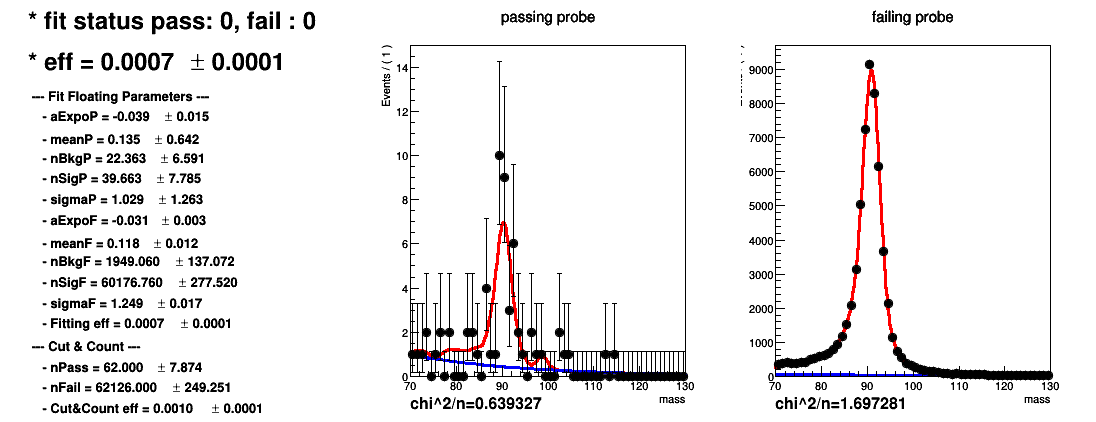 * fit status pass: 0, fail : 0
* eff = 0.0007 ± 0.0001
--- Fit Floating Parameters ---
- aExpoP = -0.039 ± 0.015
- meanP = 0.135 ± 0.642
- nBkgP = 22.363 ± 6.591
- nSigP = 39.663 ± 7.785
- sigmaP = 1.029 ± 1.263
- aExpoF = -0.031 ± 0.003
- meanF = 0.118 ± 0.012
- nBkgF = 1949.060 ± 137.072
- nSigF = 60176.760 ± 277.520
- sigmaF = 1.249 ± 0.017
- Fitting eff = 0.0007 ± 0.0001
--- Cut & Count ---
- nPass = 62.000 ± 7.874
- nFail = 62126.000 ± 249.251
- Cut&Count eff = 0.0010 ± 0.0001
passing probe
Events / ( 1 )
14
12
10
8
6
4
2
0
70 80 90 100 110 120 130
mass
chi^2/n=0.639327
failing probe
9000
8000
7000
6000
5000
4000
3000
2000
1000
0
70 80 90 100 110 120 130
mass
chi^2/n=1.697281